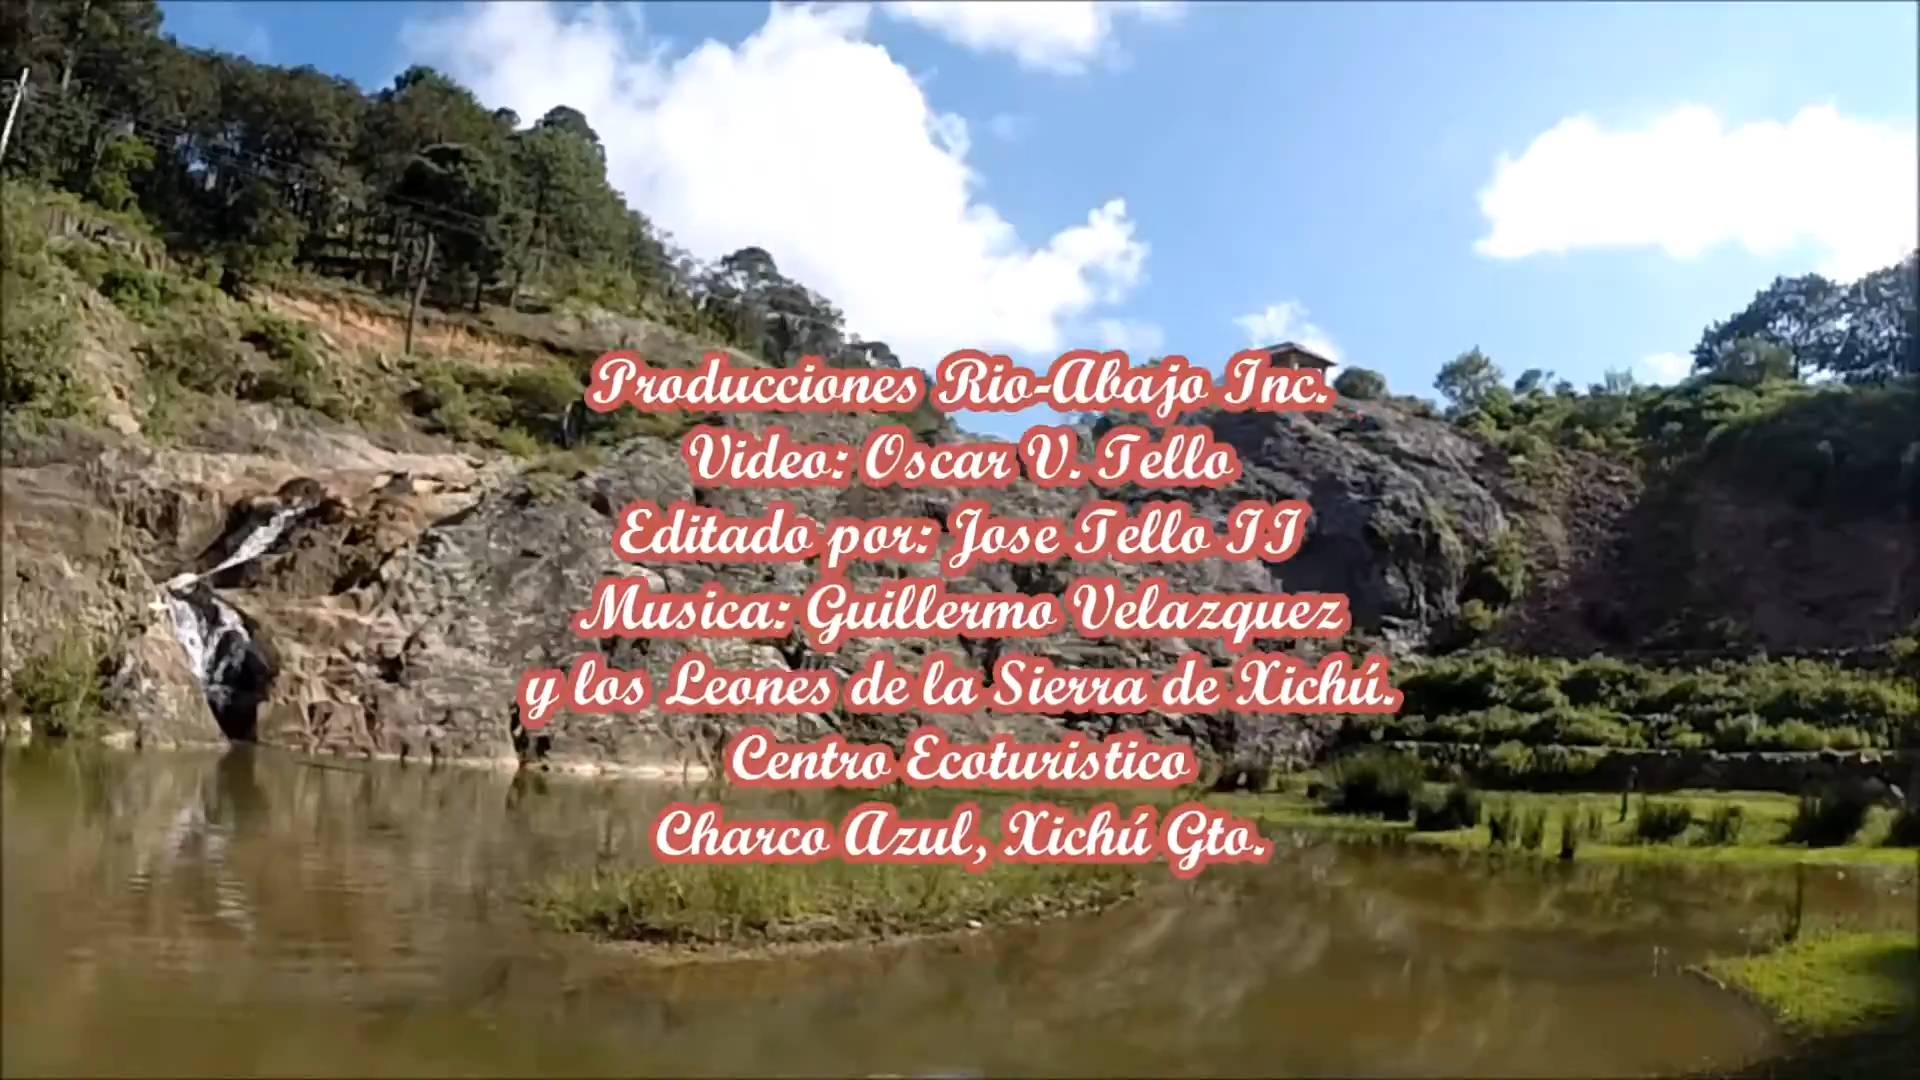 Producciones Rio-Abajo Inc.
Video: Oscar V. Tello
Editado por: Jose Tello II
Musica: Guillermo Velazquez
y los Leones de la Sierra de Xichú.
Centro Ecoturistico
Charco Azul, Xichú Gto.